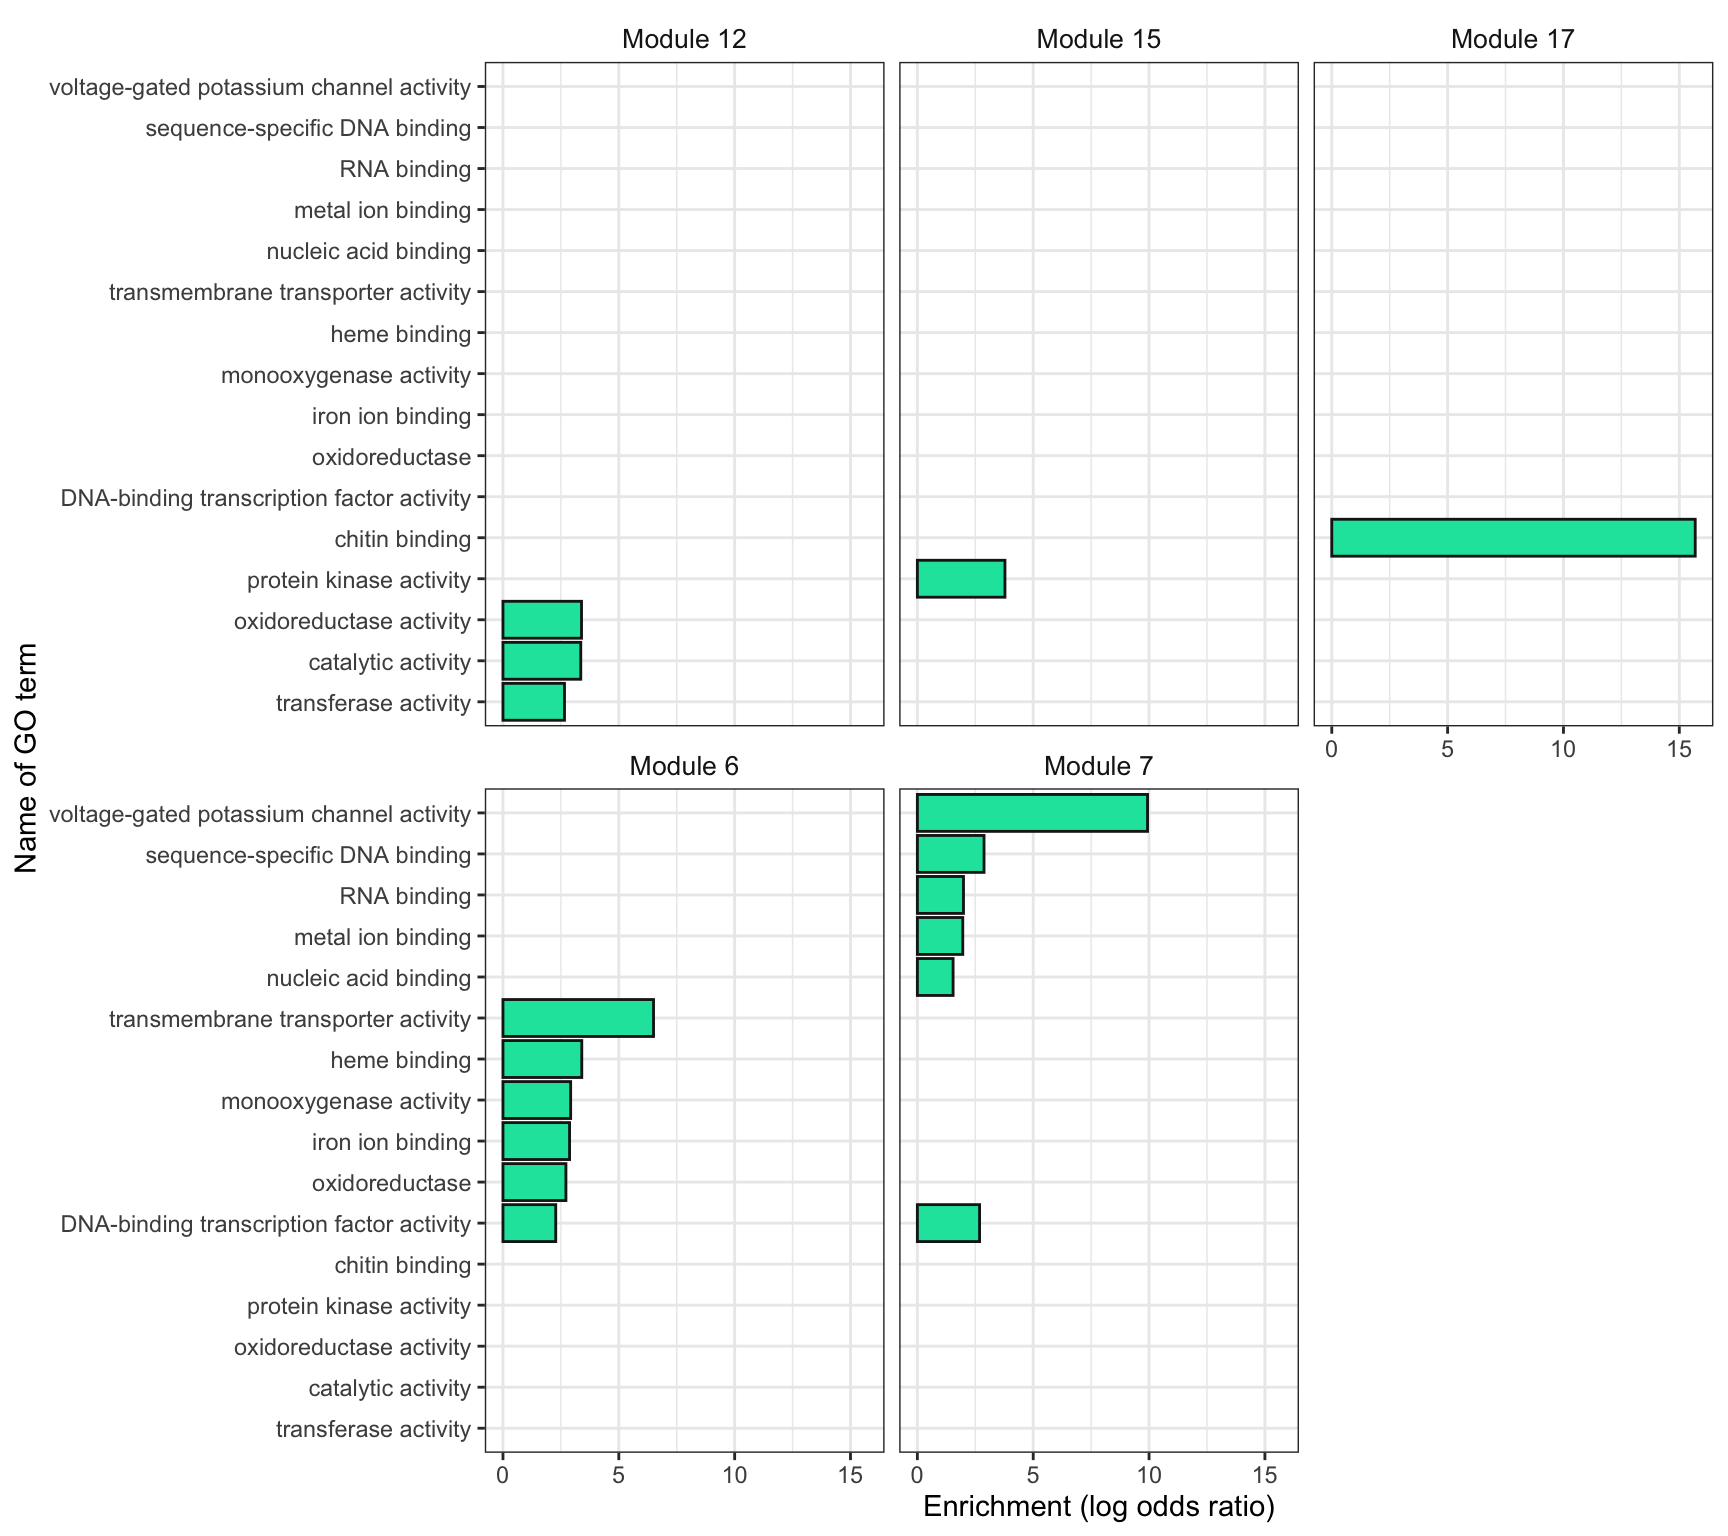 Module 12
Module 15
Module 17
voltage-gated potassium channel activity
sequence-specific DNA binding
RNA binding
metal ion binding
nucleic acid binding
transmembrane transporter activity
heme binding
monooxygenase activity
iron ion binding
oxidoreductase
DNA-binding transcription factor activity
chitin binding
protein kinase activity
oxidoreductase activity
catalytic activity
transferase activity
0 5 10 15
Name of GO term
Module 6
Module 7
voltage-gated potassium channel activity
sequence-specific DNA binding
RNA binding
metal ion binding
nucleic acid binding
transmembrane transporter activity
heme binding
monooxygenase activity
iron ion binding
oxidoreductase
DNA-binding transcription factor activity
chitin binding
protein kinase activity
oxidoreductase activity
catalytic activity
transferase activity
0 5 10 15
0 5 10 15
Enrichment (log odds ratio)